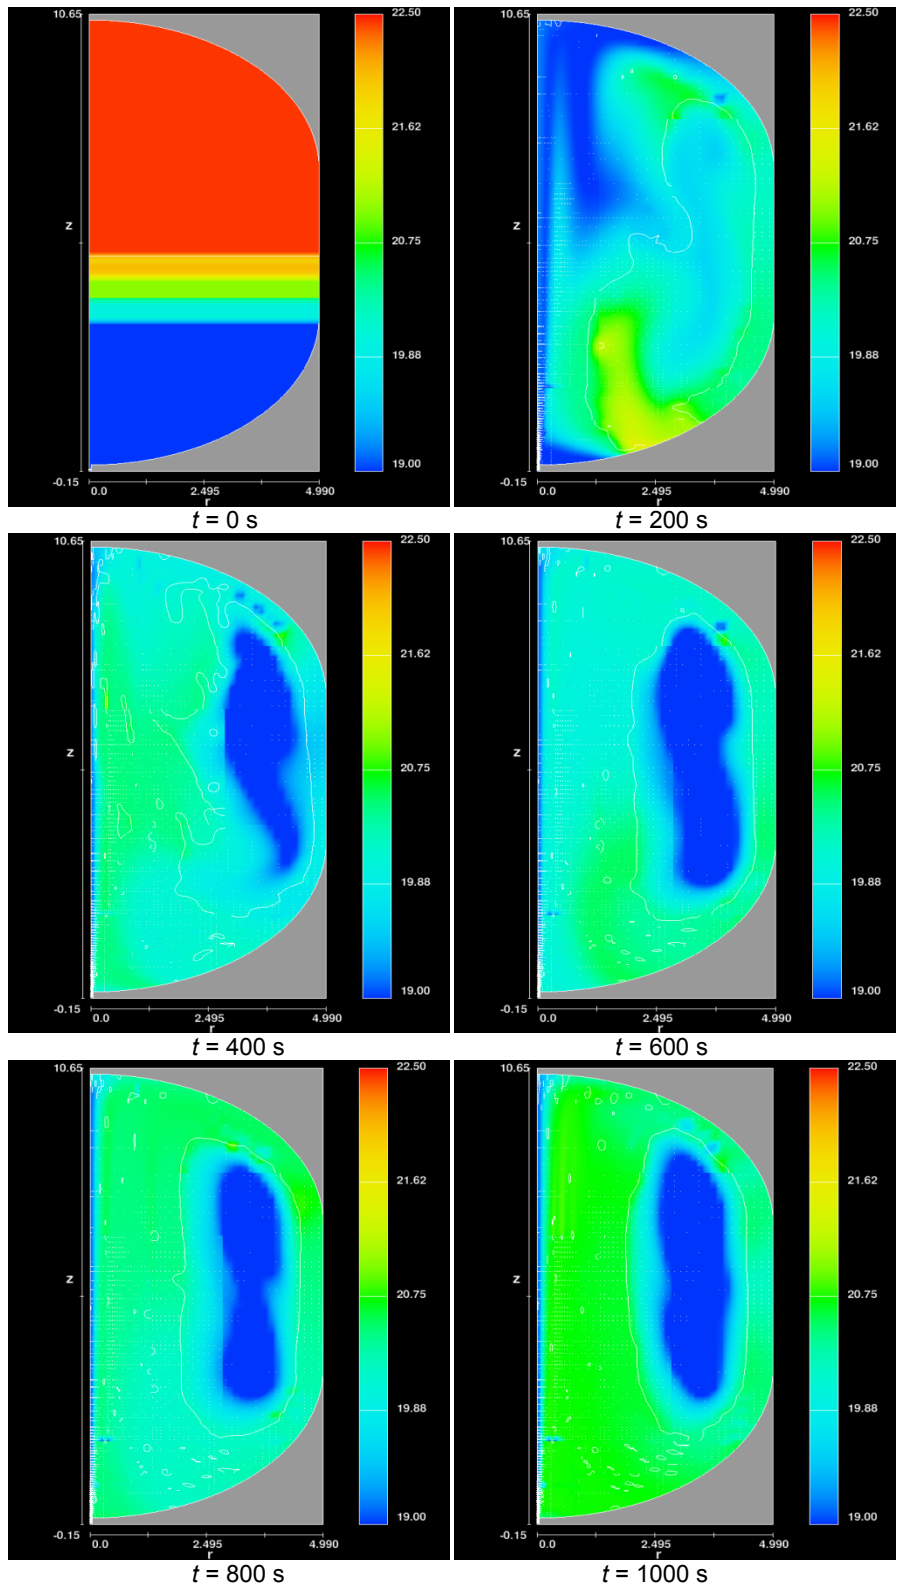 10.65
22.50
21.62
z
20.75
19.88
19.00
-0.15
0.0 2.495 4.990
r
t = 0 s
10.65
22.50
21.62
z
20.75
19.88
19.00
-0.15
0.0 2.495 4.990
r
t = 200 s
10.65
22.50
21.62
z
20.75
19.88
19.00
-0.15
0.0 2.495 4.990
r
t = 400 s
10.65
22.50
21.62
z
20.75
19.88
19.00
-0.15
0.0 2.495 4.990
r
t = 600 s
10.65
22.50
21.62
z
20.75
19.88
19.00
-0.15
0.0 2.495 4.990
r
t = 800 s
10.65
22.50
21.62
z
20.75
19.88
19.00
-0.15
0.0 2.495 4.990
r
t = 1000 s